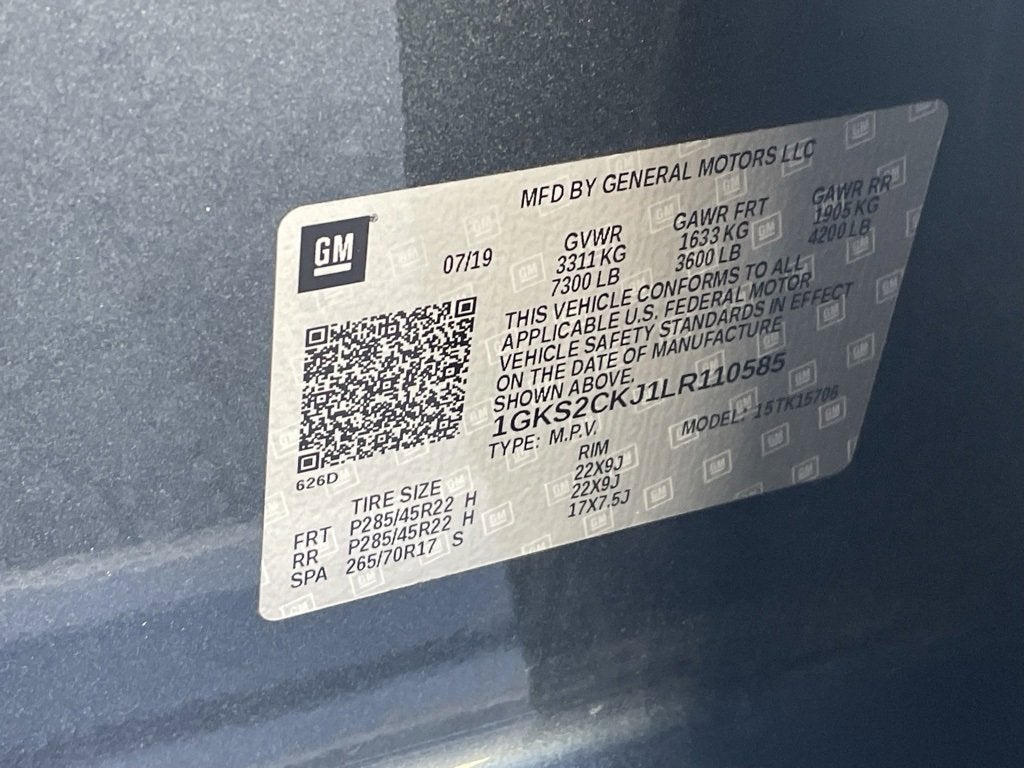 MFD BY GENERAL MOTORS LLC
GM
07/19
GVWR
3311 KG
7300 LB
GAWR FRT
1633 KG
3600 LB
GAWR RR
1905 KG
4200 LB
THIS VEHICLE CONFORMS TO ALL
APPLICABLE U.S. FEDERAL MOTOR
VEHICLE SAFETY STANDARDS IN EFFECT
ON THE DATE OF MANUFACTURE
SHOWN ABOVE.
1GKS2CKJ1LR110585
TYPE: M.P.V.
MODEL: 15TK15706
626D
TIRE SIZE
RIM
FRT P285/45R22 H 22X9J
RR P285/45R22 H 22X9J
SPA 265/70R17 S 17X7.5J